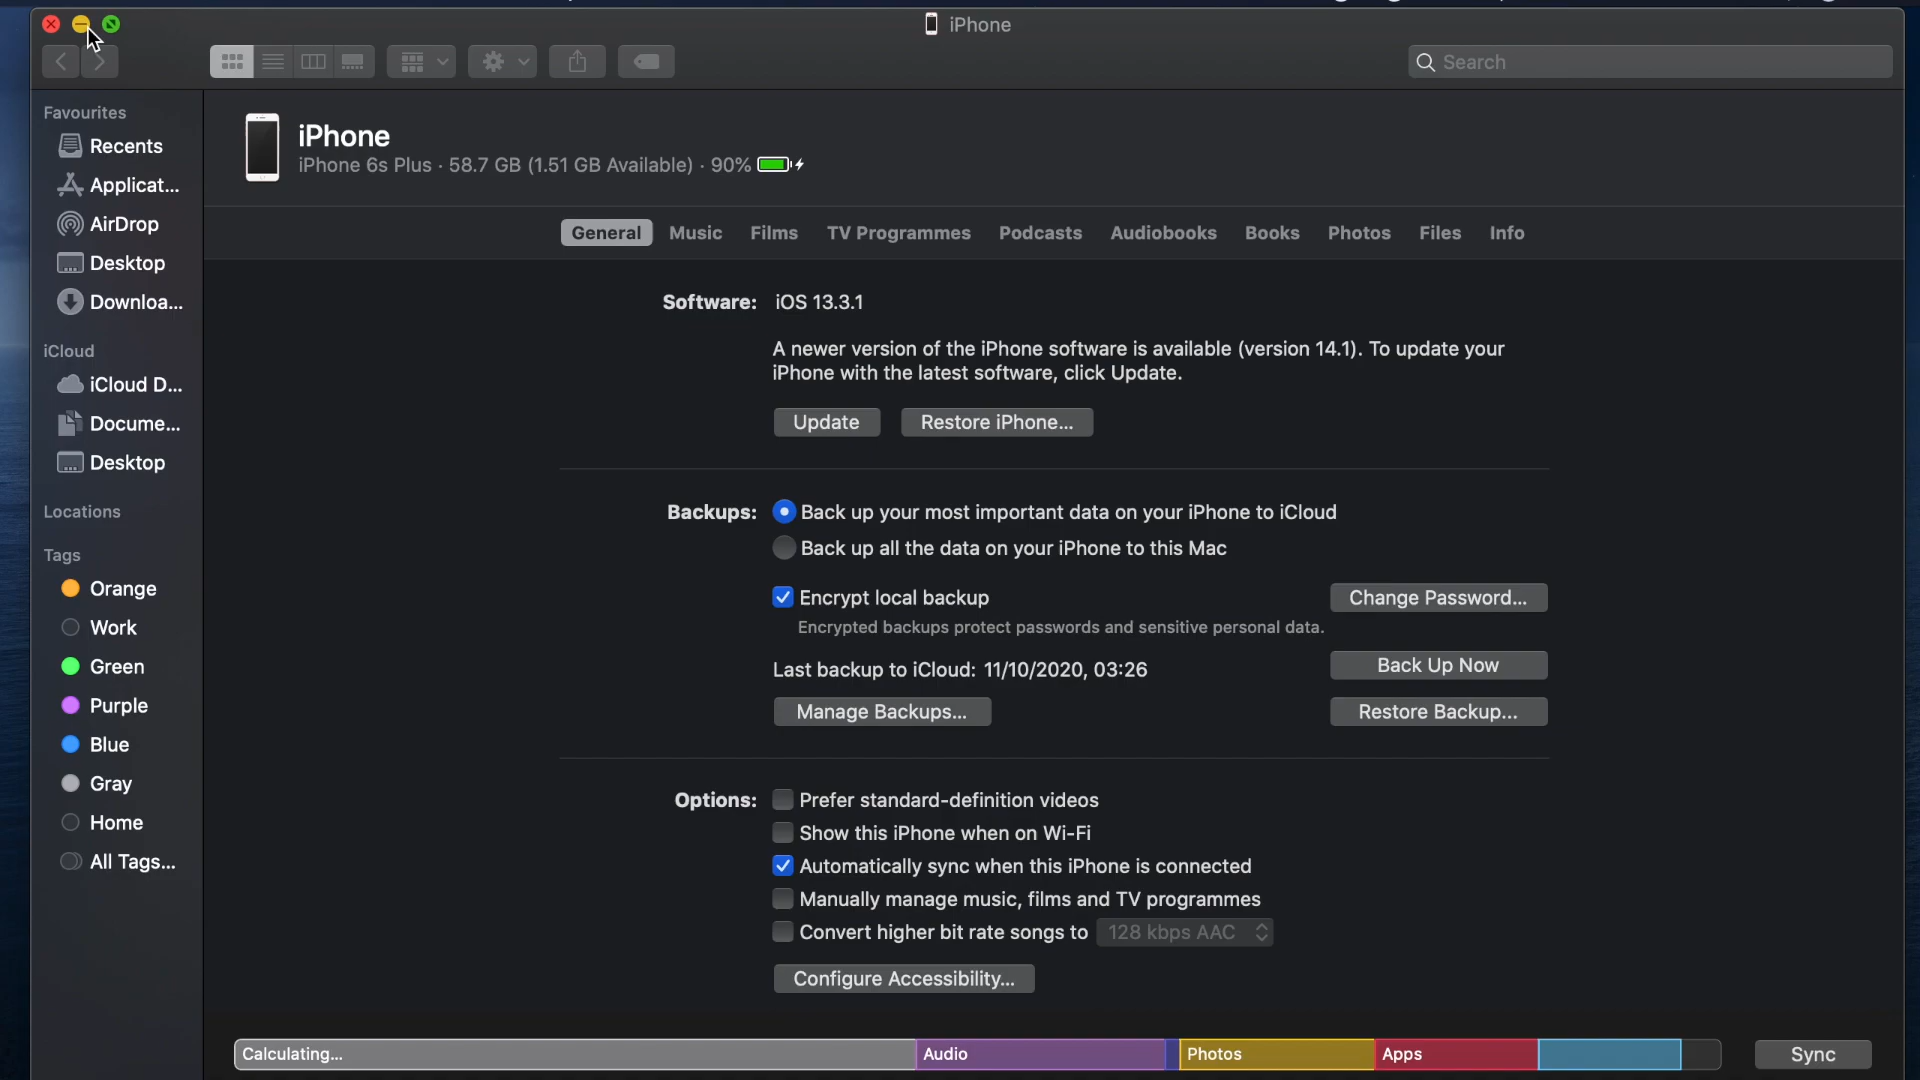 iPhone
Search
Favourites
Recents
Applicat...
AirDrop
Desktop
Downloa...
iCloud
iCloud D...
Docume...
Desktop
Locations
Tags
Orange
Work
Green
Purple
Blue
Gray
Home
All Tags...
iPhone
iPhone 6s Plus · 58.7 GB (1.51 GB Available) · 90%
General Music Films TV Programmes Podcasts Audiobooks Books Photos Files Info
Software: iOS 13.3.1
A newer version of the iPhone software is available (version 14.1). To update your
iPhone with the latest software, click Update.
Update Restore iPhone...
Backups: Back up your most important data on your iPhone to iCloud
Back up all the data on your iPhone to this Mac
Encrypt local backup Change Password...
Encrypted backups protect passwords and sensitive personal data.
Last backup to iCloud: 11/10/2020, 03:26 Back Up Now
Manage Backups... Restore Backup...
Options: Prefer standard-definition videos
Show this iPhone when on Wi-Fi
Automatically sync when this iPhone is connected
Manually manage music, films and TV programmes
Convert higher bit rate songs to 128 kbps AAC
Configure Accessibility...
Calculating... Audio Photos Apps Sync